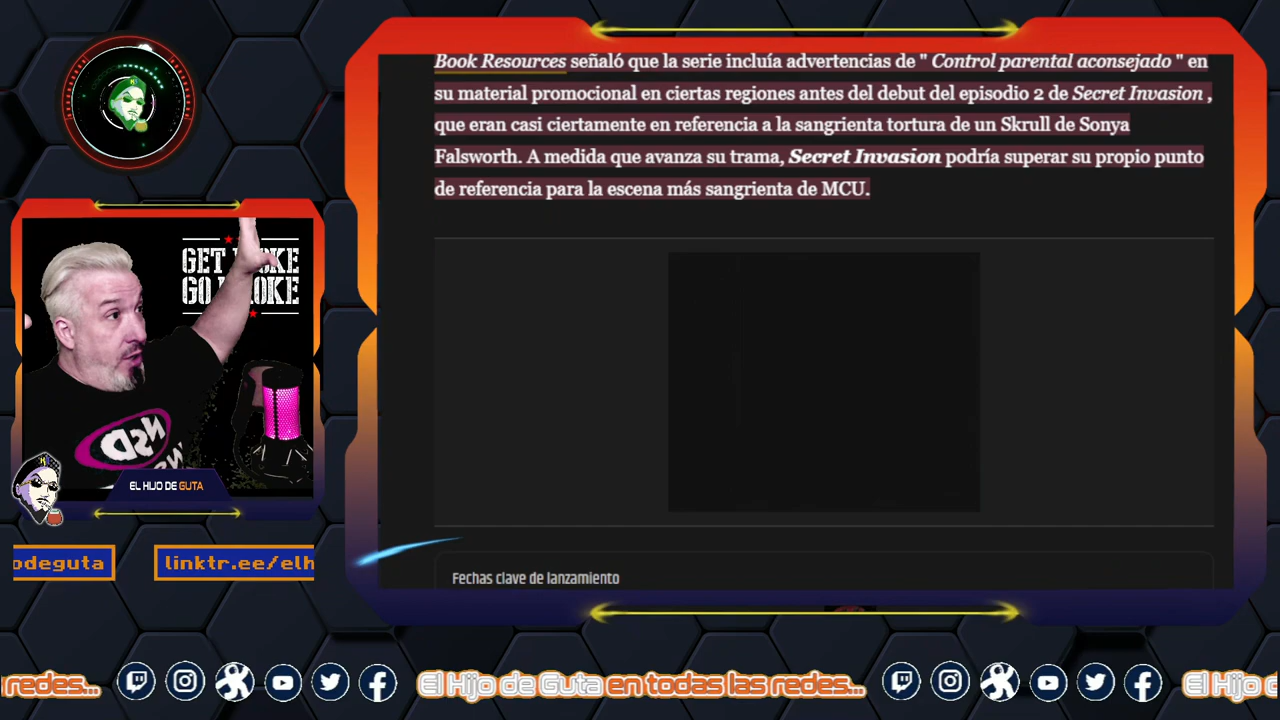 Book Resources señaló que la serie incluía advertencias de " Control parental aconsejado " en
su material promocional en ciertas regiones antes del debut del episodio 2 de Secret Invasion ,
que eran casi ciertamente en referencia a la sangrienta tortura de un Skrull de Sonya
Falsworth. A medida que avanza su trama, Secret Invasion podría superar su propio punto
de referencia para la escena más sangrienta de MCU.
Fechas clave de lanzamiento
GET
GO
EL HIJO DE GUTA
odeguta
linktr.ee/elh
redes...
El Hijo de Guta en todas las redes...
El Hijo d